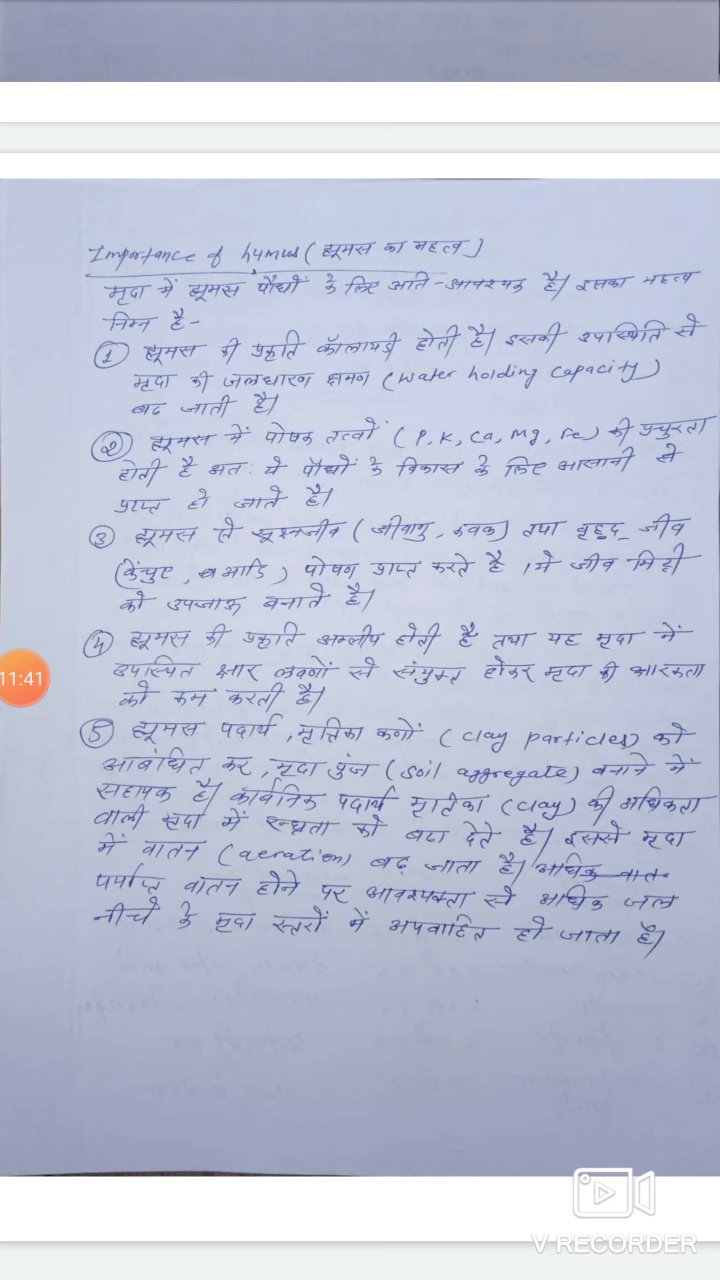 Importance of humus (ह्यूमस का महत्व)
मृदा में ह्यूमस पौधों के लिए अति-आवश्यक है। इसका महत्व
निम्न है-
① ह्यूमस की प्रकृति कॉलायडी होती है। इसकी उपस्थिति से
मृदा की जलधारण क्षमण (water holding capacity)
बढ जाती है।
② ह्यूमस में पोषक तत्वों (P, K, Ca, Mg, Fe) की प्रचुरता
होती है अतः ये पौधों के विकास के लिए आसानी से
प्राप्त हो जाते है।
③ ह्यूमस से सूक्ष्मजीव (जीवाणु, कवक) तथा वृहद् जीव
(केंचुए, आदि) पोषण प्राप्त करते है, ये जीव मिट्टी
को उपजाऊ बनाते है।
④ ह्यूमस की प्रकृति अम्लीय होती है तथा यह मृदा में
उपस्थित क्षार लवणों से संयुक्त होकर मृदा की
को कम करती है।
⑤ ह्यूमस पदार्थ, मृतिका कणों (clay particles) को
आबंधित कर, मृदा पुंज (soil aggregate) बनाने में
सहायक है। कार्बनिक पदार्थ मृतिका (clay) की अधिकता
वाली मृदा में रन्ध्रता को बढा देते है। इससे मृदा
में वातन (aeration) बढ़ जाता है। अधिक वात
पर्याप्त वातन होने पर आवश्यकता से अधिक जल
नीचे के मृदा स्तरों में अपवाहित हो जाता है।
11:41
V RECORDER